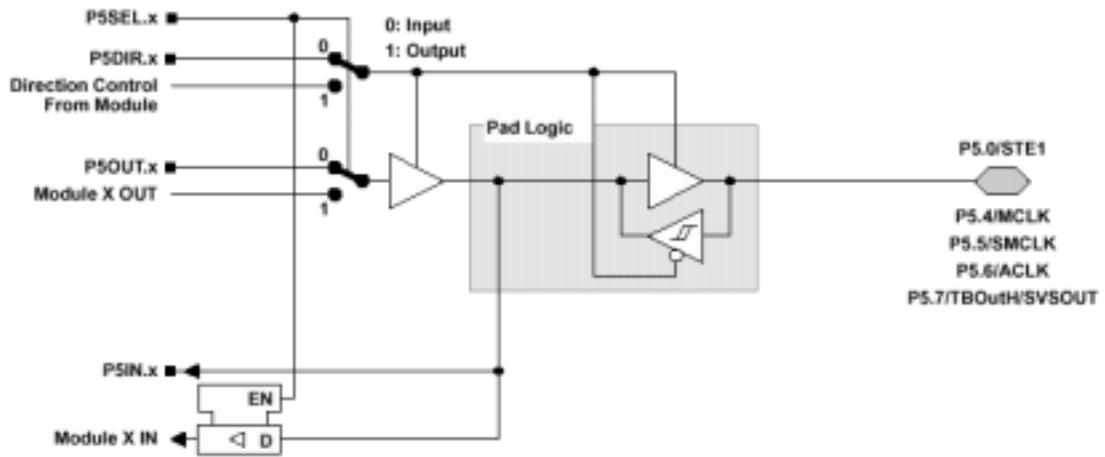 P5SEL.x
0: Input
1: Output
P5DIR.x
0
Direction Control
From Module
1
Pad Logic
P5OUT.x
0
Module X OUT
1
P5.0/STE1
P5.4/MCLK
P5.5/SMCLK
P5.6/ACLK
P5.7/TBOutH/SVSOUT
P5IN.x
EN
Module X IN
D